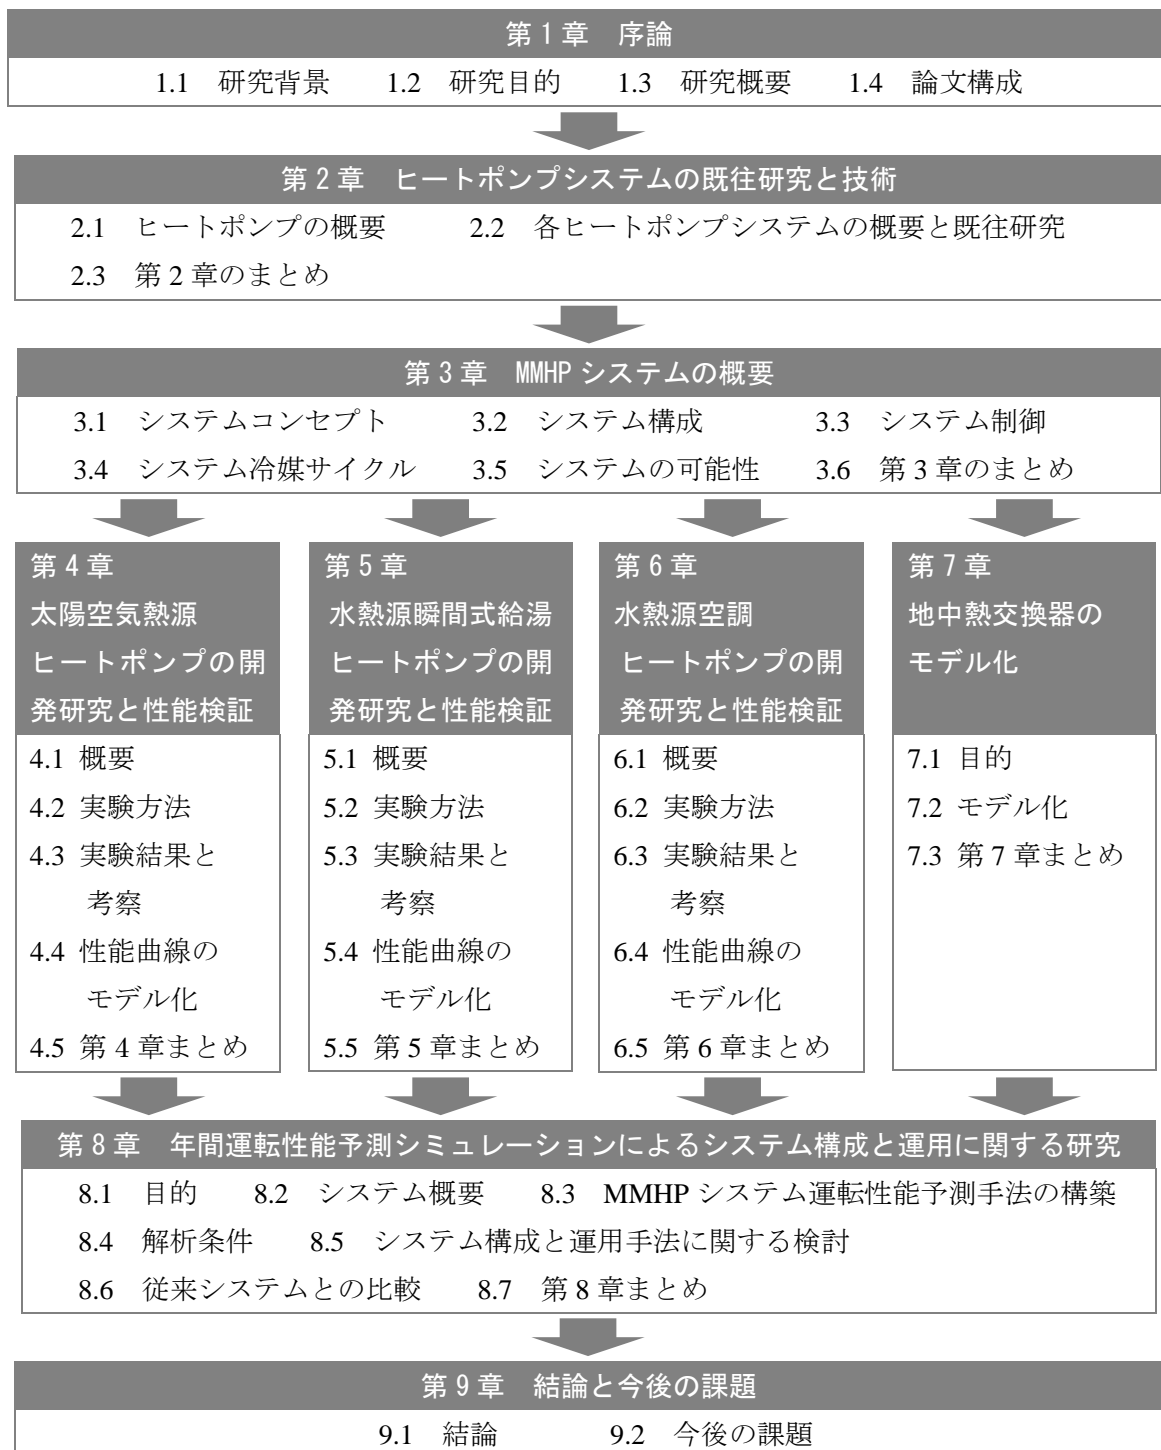 第1章　序論
1.1　研究背景　　1.2　研究目的　　1.3　研究概要　　1.4　論文構成
第2章　ヒートポンプシステムの既往研究と技術
2.1　ヒートポンプの概要　　2.2　各ヒートポンプシステムの概要と既往研究
2.3　第2章のまとめ
第3章　MMHPシステムの概要
3.1　システムコンセプト　　3.2　システム構成　　3.3　システム制御
3.4　システム冷媒サイクル　　3.5　システムの可能性　　3.6　第3章のまとめ
第4章
太陽空気熱源
ヒートポンプの開
発研究と性能検証
4.1 概要
4.2 実験方法
4.3 実験結果と
考察
4.4 性能曲線の
モデル化
4.5 第4章まとめ
第5章
水熱源瞬間式給湯
ヒートポンプの開
発研究と性能検証
5.1 概要
5.2 実験方法
5.3 実験結果と
考察
5.4 性能曲線の
モデル化
5.5 第5章まとめ
第6章
水熱源空調
ヒートポンプの開
発研究と性能検証
6.1 概要
6.2 実験方法
6.3 実験結果と
考察
6.4 性能曲線の
モデル化
6.5 第6章まとめ
第7章
地中熱交換器の
モデル化
7.1 目的
7.2 モデル化
7.3 第7章まとめ
第8章　年間運転性能予測シミュレーションによるシステム構成と運用に関する研究
8.1　目的　　8.2　システム概要　　8.3　MMHPシステム運転性能予測手法の構築
8.4　解析条件　　8.5　システム構成と運用手法に関する検討
8.6　従来システムとの比較　　8.7　第8章まとめ
第9章　結論と今後の課題
9.1　結論　　9.2　今後の課題